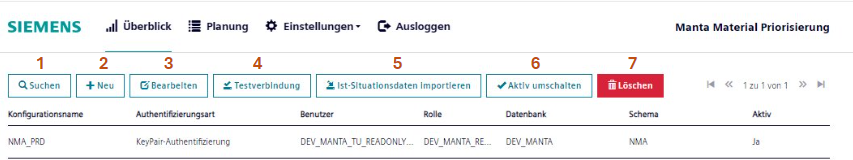 SIEMENS Überblick Planung Einstellungen Ausloggen Manta Material Priorisierung
1 2 3 4 5 6 7
Suchen Neu Bearbeiten Testverbindung Ist-Situationsdaten importieren Aktiv umschalten Löschen 1 zu 1 von 1
Konfigurationsname Authentifizierungsart Benutzer Rolle Datenbank Schema Aktiv
NMA_PRD KeyPair-Authentifizierung DEV_MANTA_TU_READONLY... DEV_MANTA_RE... DEV_MANTA NMA Ja